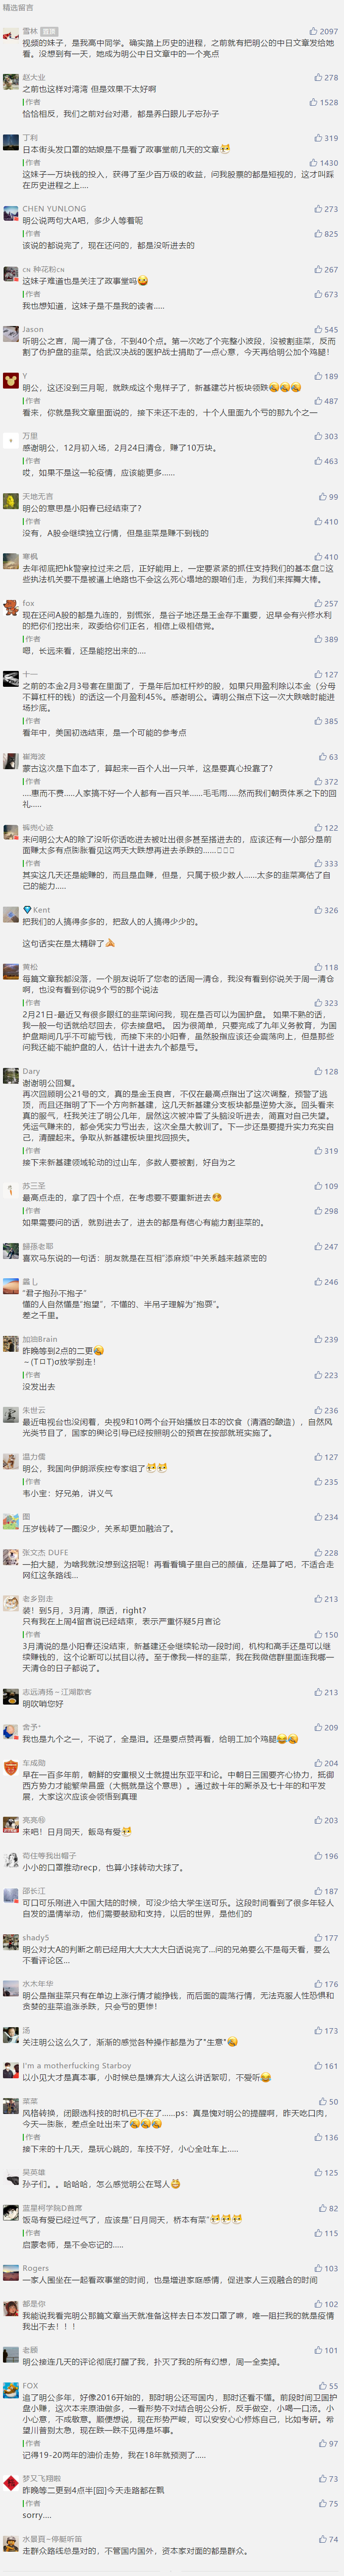 精选留言
雪林 置顶 2097
视频的妹子，是我高中同学。确实踏上历史的进程，之前就有把明公的中日文章发给她
看。没想到有一天，她成为明公中日文章中的一个亮点
赵大业 278
之前也这样对湾湾 但是效果不太好啊
作者 1528
恰恰相反，我们之前对台对港，都是养白眼儿子忘孙子
丁利 319
日本街头发口罩的姑娘是不是看了政事堂前几天的文章
作者 1430
这妹子一万块钱的投入，获得了至少百万级的收益，问我股票的都是短视的，这才叫踩
在历史进程之上....
CHEN YUNLONG 273
明公说两句大A吧，多少人等着呢
作者 825
该说的都说完了，现在还问的，都是没听进去的
CN 种花粉CN 267
这妹子难道也是关注了政事堂吗
作者 673
我也想知道，这妹子是不是我的读者.....
Jason 545
听明公之言，周一清了仓，不到40个点。第一次吃了个完整小波段，没被割韭菜，反而
割了伪护盘的韭菜。给武汉决战的医护战士捐助了一点心意，今天再给明公加个鸡腿！
Y 189
明公，这还没到三月呢，就跌成这个鬼样子了，新基建芯片板块领跌
作者 487
看来，你就是我文章里面说的，接下来还不走的，十个人里面九个亏的那九个之一
万里 303
感谢明公，12月初入场，2月24日清仓，赚了10万块。
作者 463
哎，如果不是这一轮疫情，应该能更多......
天地无言 99
明公的意思是小阳春已经结束了？
作者 410
没有，A股会继续独立行情，但是韭菜是赚不到钱的
寒枫 410
去年彻底把hk警察拉过来之后，正好能用上，一定要紧紧的抓住支持我们的基本盘这
些执法机关要不是被逼上绝路也不会这么死心塌地的跟咱们走，为我们来挥舞大棒。
fox 257
现在还问A股的都是九连的，别慌张，是谷子地还是王金存不重要，迟早会有兴修水利
的把你们挖出来，政委给你们正名，相信上级相信党。
作者 389
嗯，长远来看，还是能挖出来的....
十一 127
之前的本金2月3号套在里面了，于是年后加杠杆炒的股，如果只用盈利除以本金（分母
不算杠杆的钱）的话这一个月盈利45%。感谢明公。请明公指点下这一次大跌啥时能进
场抄底。
作者 385
看年中，美国初选结束，是一个可能的参考点
崔海波 63
蒙古这次是下血本了，算起来一百个人出一只羊，这是要真心投靠了？
作者 372
....惠而不费.....人家搞不好一个人都有一百只羊......毛毛雨.....然而我们朝贡体系之下的回
礼.....
122
来问明公大A的除了没听你话吃进去被吐出很多甚至搭进去的，应该还有一小部分是前
面赚太多有点膨胀看见这两天大跌想再进去杀跌的......
作者 333
其实这几天还是能赚的，而且是血赚，但是，只属于极少数人......太多的韭菜高估了自
己的能力.....
Kent 326
把我们的人搞得多多的，把敌人的人搞得少少的。
这句话实在是太精辟了
黄松 118
每篇文章我都没落，一个朋友说听了您老的话周一清仓，我没有看到你说关于周一清仓
啊，也没有看到你说9个亏的那个说法
作者 323
2月21日-最近又有很多眼红的韭菜询问我，现在是否可以为国护盘。 如果不熟的话，
我一般一句话就给怼回去，你去接盘吧。 因为很简单，只要完成了九年义务教育，为国
护盘期间几乎不可能亏钱，而接下来的小阳春，虽然股指应该还会震荡向上，但是那些
问我还能不能护盘的人，估计十进去九个都是亏。
Dary 128
谢谢明公回复。
再次回顾明公21号的文，真的是金玉良言，不仅在最高点指出了这次调整，预警了逃
顶，而且还指明了下一个方向新基建，这几天新基建分支板块都是逆势大涨。回头看来
真的服气，枉我关注了明公几年，居然这次被冲昏了头脑没听进去，简直对自己失望。
凭运气赚来的，都会凭实力亏出去，这次全是大教训了。下一步还是要提升实力充实自
己，清醒起来。争取从新基建板块里找回损失。
作者 319
接下来新基建领域轮动的过山车，多数人要被割，好自为之
苏三圣 109
最高点走的，拿了四十个点，在考虑要不要重新进去
作者 298
如果需要问的话，就别进去了，进去的都是有信心有能力割韭菜的。
247
喜欢马东说的一句话：朋友就是在互相“添麻烦”中关系越来越紧密的
246
“君子抱孙不抱子”
懂的人自然懂是“抱望”，不懂的，半吊子理解为“抱耍”。
差之千里。
加珀Brain 239
昨晚等到2点的二更
～(TロT)σ放学别走！
作者 223
没发出去
朱世云 236
最近电视台也没闲着，央视9和10两个台开始播放日本的饮食（清酒的酿造），自然风
光类节目了，国家的舆论引导已经按照明公的预言在按部就班实施了。
温力儒 127
明公，我国向伊朗派疾控专家组了
作者 235
韦小宝：好兄弟，讲义气
图 234
压岁钱转了一圈没少，关系却更加融洽了。
张文杰 DUFE 228
一拍大腿，为啥我就没想到这招呢！再看看镜子里自己的颜值，还是算了吧，不适合走
网红这条路线...
老乡别走 213
装！到5月，3月清，原话，right？
只有我在上周4留言说已经结束，表示严重怀疑5月言论
作者 150
3月清说的是小阳春还没结束，新基建还会继续轮动一段时间，机构和高手还是可以继
续赚钱的，这个论断可以拭目以待。至于像我一样的韭菜，我在我微信群里面连我哪一
天清仓的日子都说了。
志远清扬－江湖散客 213
明吹啃您好
舍予 209
我也是九个之一，不说了，全是泪。还是要点赞再看，给明工加个鸡腿
车成勋 204
早在一百多年前，朝鲜的安重根义士就提出东亚平和论。中朝日三国要齐心协力，抵御
西方势力才能繁荣昌盛（大概就是这个意思）。通过数十年的厮杀及七十年的和平发
展，大家这次应该会领悟到真理
亮亮 203
来吧！日月同天，飯岛有爱
苟住等我出帽子 196
小小的口罩推动recp，也算小球转动大球了。
邵长江 187
可口可乐刚进入中国大陆的时候，可没少给大学生送可乐。这段时间看到了很多年轻人
自发的温情举动，他们需要鼓励和支持，以后的世界，是他们的
shady5 177
明公对大A的判断之前已经用大大大大大白话说完了...问的兄弟要么不是每天看，要么
不看评论区...
水木年华 176
明公是指韭菜只有在单边上涨行情才能挣钱，而后面的震荡行情，无法克服人性恐惧和
贪婪的韭菜追涨杀跌，只会亏的更惨！
汤 173
关注明公这么久了，渐渐的感觉各种操作都是为了“生意”
I'm a motherfucking Starboy 161
以小见大才是真本事，小时候总是嫌弃大人这么讲话絮叨，不爱听
菜菜 50
风格转换，闭眼选科技的时机已不在了......ps：真是愧对明公的提醒啊，昨天吃口肉，
今天一膨胀，差点全吐出来了
作者 136
接下来的十几天，是玩心跳的，车技不好，小心全吐车上.....
吴英雄 125
孙子们。。哈哈哈，怎么感觉明公在骂人
蓝星柯学院D首席 82
饭岛有爱已经过气了，应该是“日月同天，桥本有菜”
作者 115
启蒙老师，是不会忘记的.....
Rogers 103
一家人围坐在一起看政事堂的时间，也是增进家庭感情，促进家人三观融合的时间
都是你 102
我能说我看完明公那篇文章当天就准备这样去日本发口罩了嘛，唯一阻拦我的就是疫情
我出不去！！！
老顾 101
明公接连几天的评论彻底打醒了我，扑灭了我的所有幻想，周一全卖掉。
FOX 55
追了明公多年，好像2016开始的，那时明公还写国内，那时还看不懂。前段时间卫国护
盘小赚，这次本来原油做多，一看形势不对结合明公分析，反手做空，小喝一口汤。小
小心意，不成敬意。顺便想说，现在形势严峻，可以安安心心修炼自己，比如考研。希
望川普别太急，现在跌一跌不见得是坏事。
作者 97
记得19-20两年的油价走势，我在18年就预测了.....
梦又飞翔啦 73
昨晚等二更到4点半[囧]今天走路都在飘
作者 75
sorry....
水景苑~停艇听笛 74
走群众路线总是对的，不管国内国外，资本家对面的都是群众。